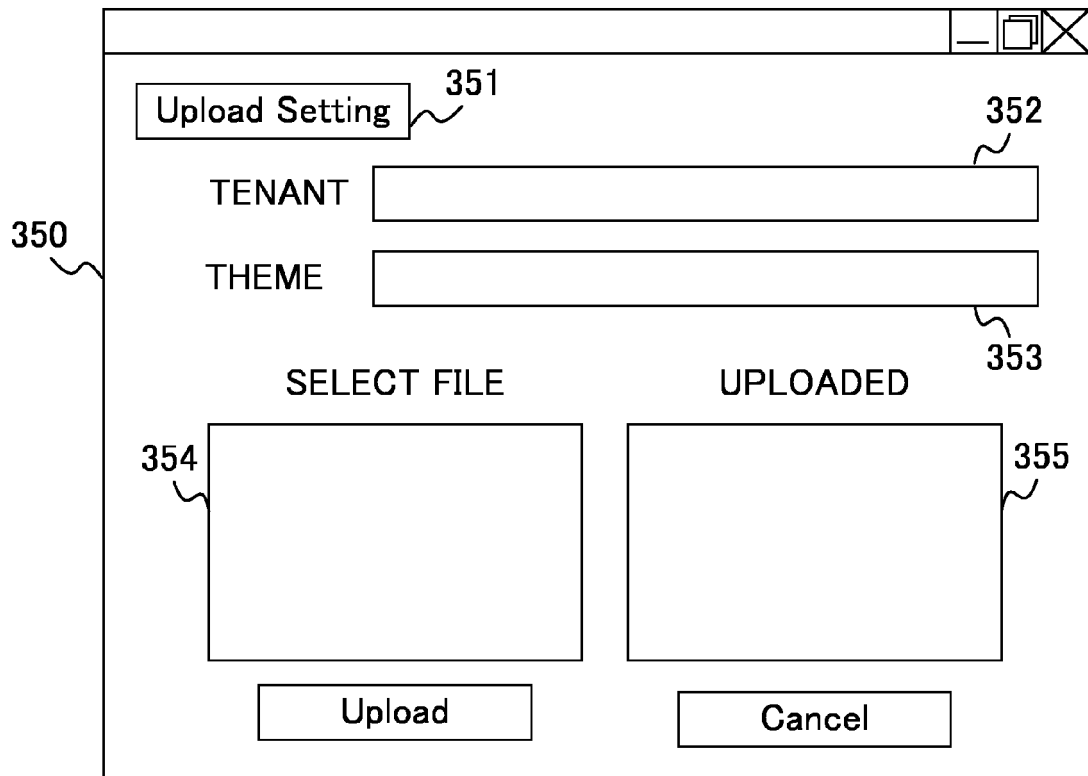 351
Upload Setting
352
TENANT
350
THEME
353
SELECT FILE
UPLOADED
354
355
Upload
Cancel